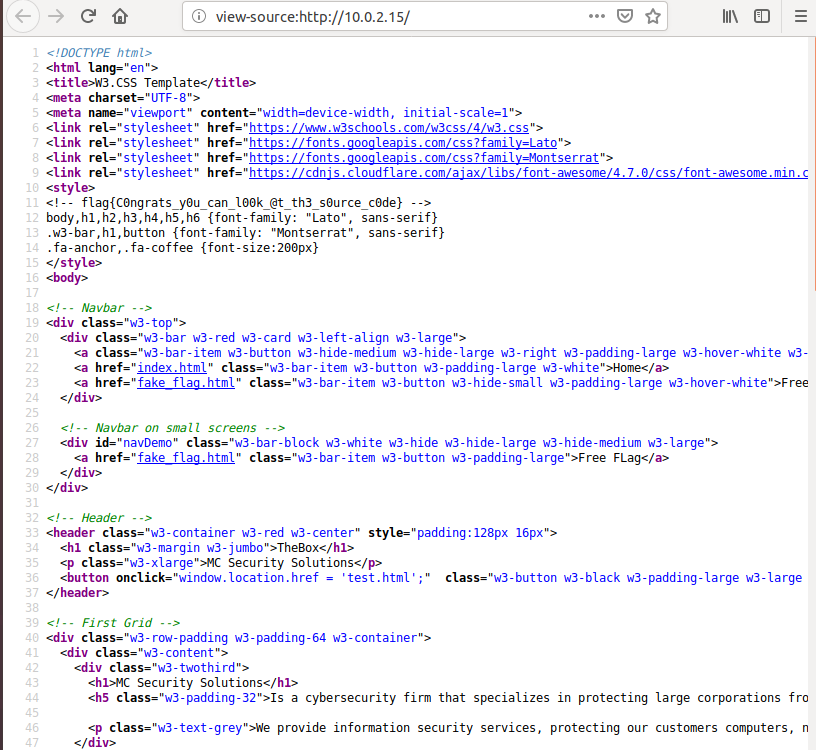 view-source:http://10.0.2.15/
1 <!DOCTYPE html>
2 <html lang="en">
3 <title>W3.CSS Template</title>
4 <meta charset="UTF-8">
5 <meta name="viewport" content="width=device-width, initial-scale=1">
6 <link rel="stylesheet" href="https://www.w3schools.com/w3css/4/w3.css">
7 <link rel="stylesheet" href="https://fonts.googleapis.com/css?family=Lato">
8 <link rel="stylesheet" href="https://fonts.googleapis.com/css?family=Montserrat">
9 <link rel="stylesheet" href="https://cdnjs.cloudflare.com/ajax/libs/font-awesome/4.7.0/css/font-awesome.min.c
10 <style>
11 <!-- flag{C0ngrats_y0u_can_l00k_@t_th3_s0urce_c0de} -->
12 body,h1,h2,h3,h4,h5,h6 {font-family: "Lato", sans-serif}
13 .w3-bar,h1,button {font-family: "Montserrat", sans-serif}
14 .fa-anchor,.fa-coffee {font-size:200px}
15 </style>
16 <body>
17
18 <!-- Navbar -->
19 <div class="w3-top">
20 <div class="w3-bar w3-red w3-card w3-left-align w3-large">
21 <a class="w3-bar-item w3-button w3-hide-medium w3-hide-large w3-right w3-padding-large w3-hover-white w3-
22 <a href="index.html" class="w3-bar-item w3-button w3-padding-large w3-white">Home</a>
23 <a href="fake_flag.html" class="w3-bar-item w3-button w3-hide-small w3-padding-large w3-hover-white">Free
24 </div>
25
26 <!-- Navbar on small screens -->
27 <div id="navDemo" class="w3-bar-block w3-white w3-hide w3-hide-large w3-hide-medium w3-large">
28 <a href="fake_flag.html" class="w3-bar-item w3-button w3-padding-large">Free FLag</a>
29 </div>
30 </div>
31
32 <!-- Header -->
33 <header class="w3-container w3-red w3-center" style="padding:128px 16px">
34 <h1 class="w3-margin w3-jumbo">TheBox</h1>
35 <p class="w3-xlarge">MC Security Solutions</p>
36 <button onclick="window.location.href = 'test.html';" class="w3-button w3-black w3-padding-large w3-large
37 </header>
38
39 <!-- First Grid -->
40 <div class="w3-row-padding w3-padding-64 w3-container">
41 <div class="w3-content">
42 <div class="w3-twothird">
43 <h1>MC Security Solutions</h1>
44 <h5 class="w3-padding-32">Is a cybersecurity firm that specializes in protecting large corporations fro
45
46 <p class="w3-text-grey">We provide information security services, protecting our customers computers, n
47 </div>